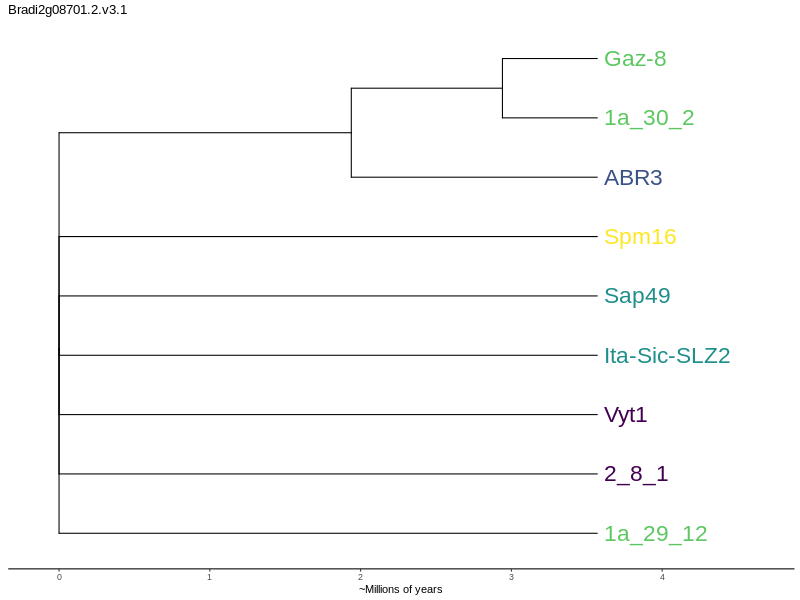 Bradi2g08701.2.v3.1
Gaz-8
1a_30_2
ABR3
Spm16
Sap49
Ita-Sic-SLZ2
Vyt1
2_8_1
1a_29_12
0 1 2 3 4
~Millions of years